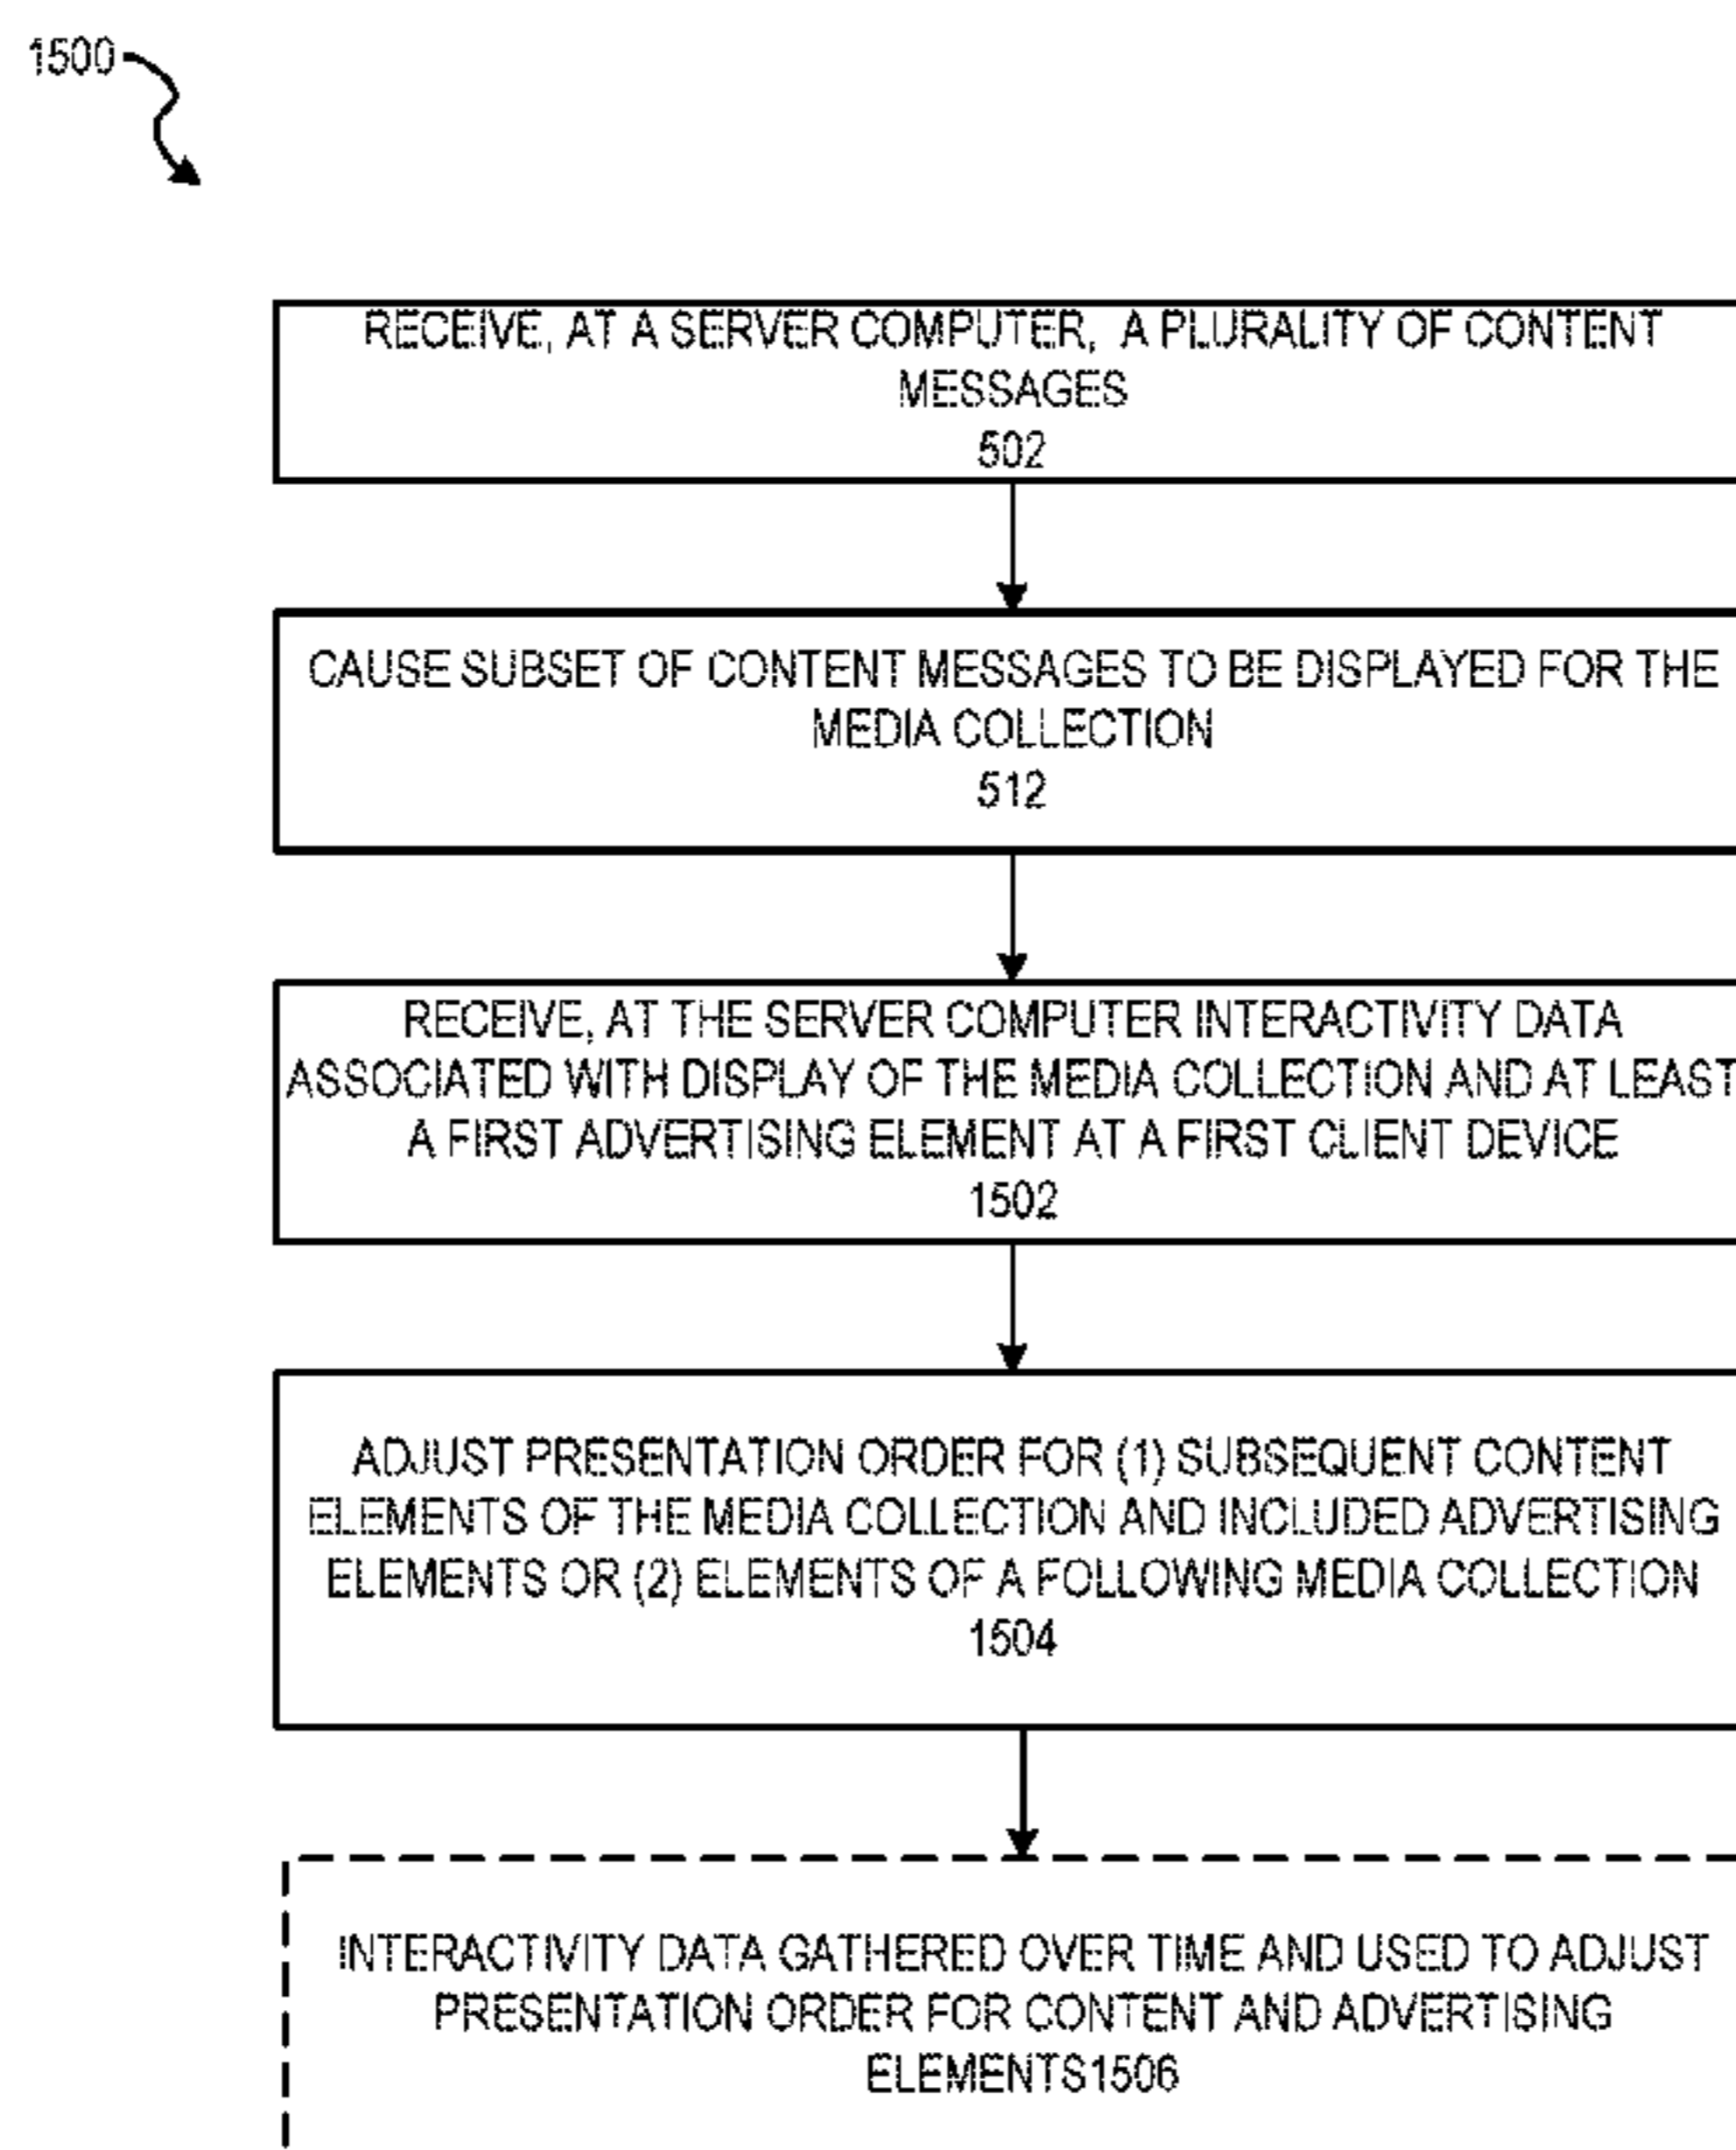 1500
RECEIVE, AT A SERVER COMPUTER, A PLURALITY OF CONTENT
MESSAGES
502
CAUSE SUBSET OF CONTENT MESSAGES TO BE DISPLAYED FOR THE
MEDIA COLLECTION
512
RECEIVE, AT THE SERVER COMPUTER INTERACTIVITY DATA
ASSOCIATED WITH DISPLAY OF THE MEDIA COLLECTION AND AT LEAST
A FIRST ADVERTISING ELEMENT AT A FIRST CLIENT DEVICE
1502
ADJUST PRESENTATION ORDER FOR (1) SUBSEQUENT CONTENT
ELEMENTS OF THE MEDIA COLLECTION AND INCLUDED ADVERTISING
ELEMENTS OR (2) ELEMENTS OF A FOLLOWING MEDIA COLLECTION
1504
INTERACTIVITY DATA GATHERED OVER TIME AND USED TO ADJUST
PRESENTATION ORDER FOR CONTENT AND ADVERTISING
ELEMENTS1506